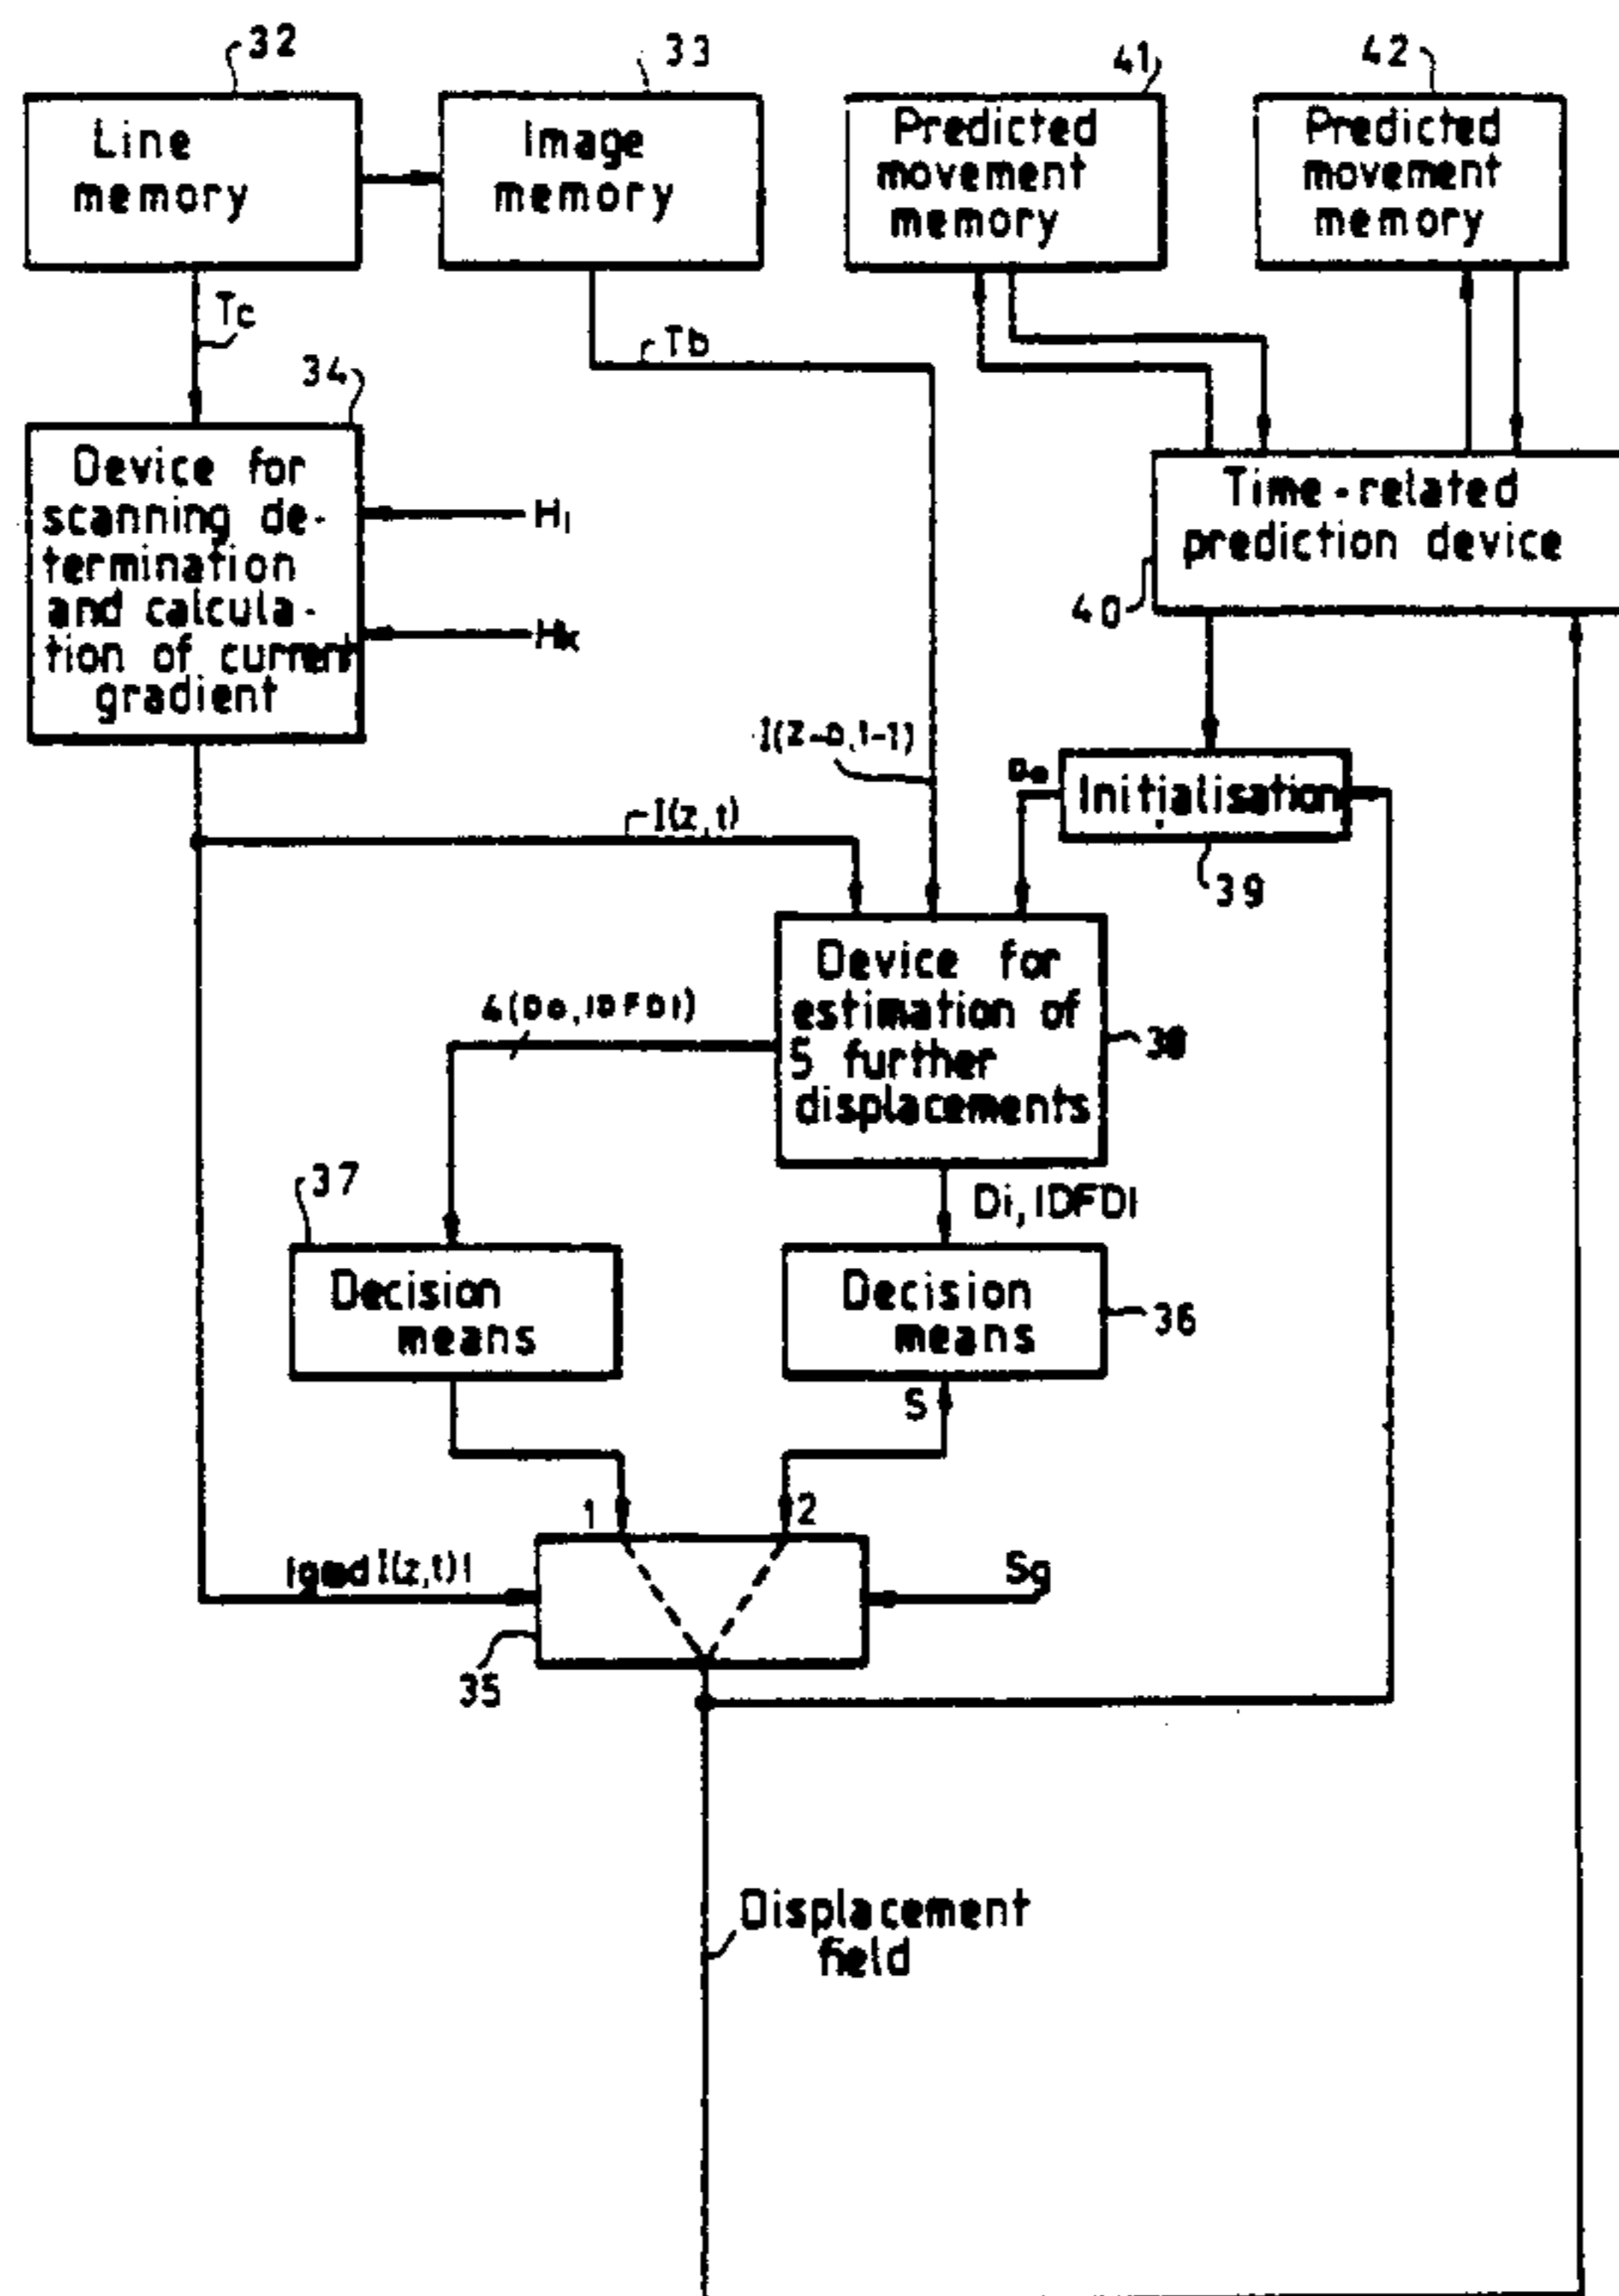 32
33
41
42
Line
memory
Image
memory
Predicted
movement
memory
Predicted
movement
memory
Tc
Tb
34
Device for
scanning de-
termination
and calcula-
tion of current
gradient
H1
Hk
Time-related
prediction device
40
I(z-D,t-1)
Do
Initialisation
39
I(z,t)
Device for
estimation of
5 further
displacements
38
4(Do,IDFDI)
Di, IDFDI
37
Decision
means
Decision
means
36
S
1
2
Igrad I(z,t)I
Sg
35
Displacement
field